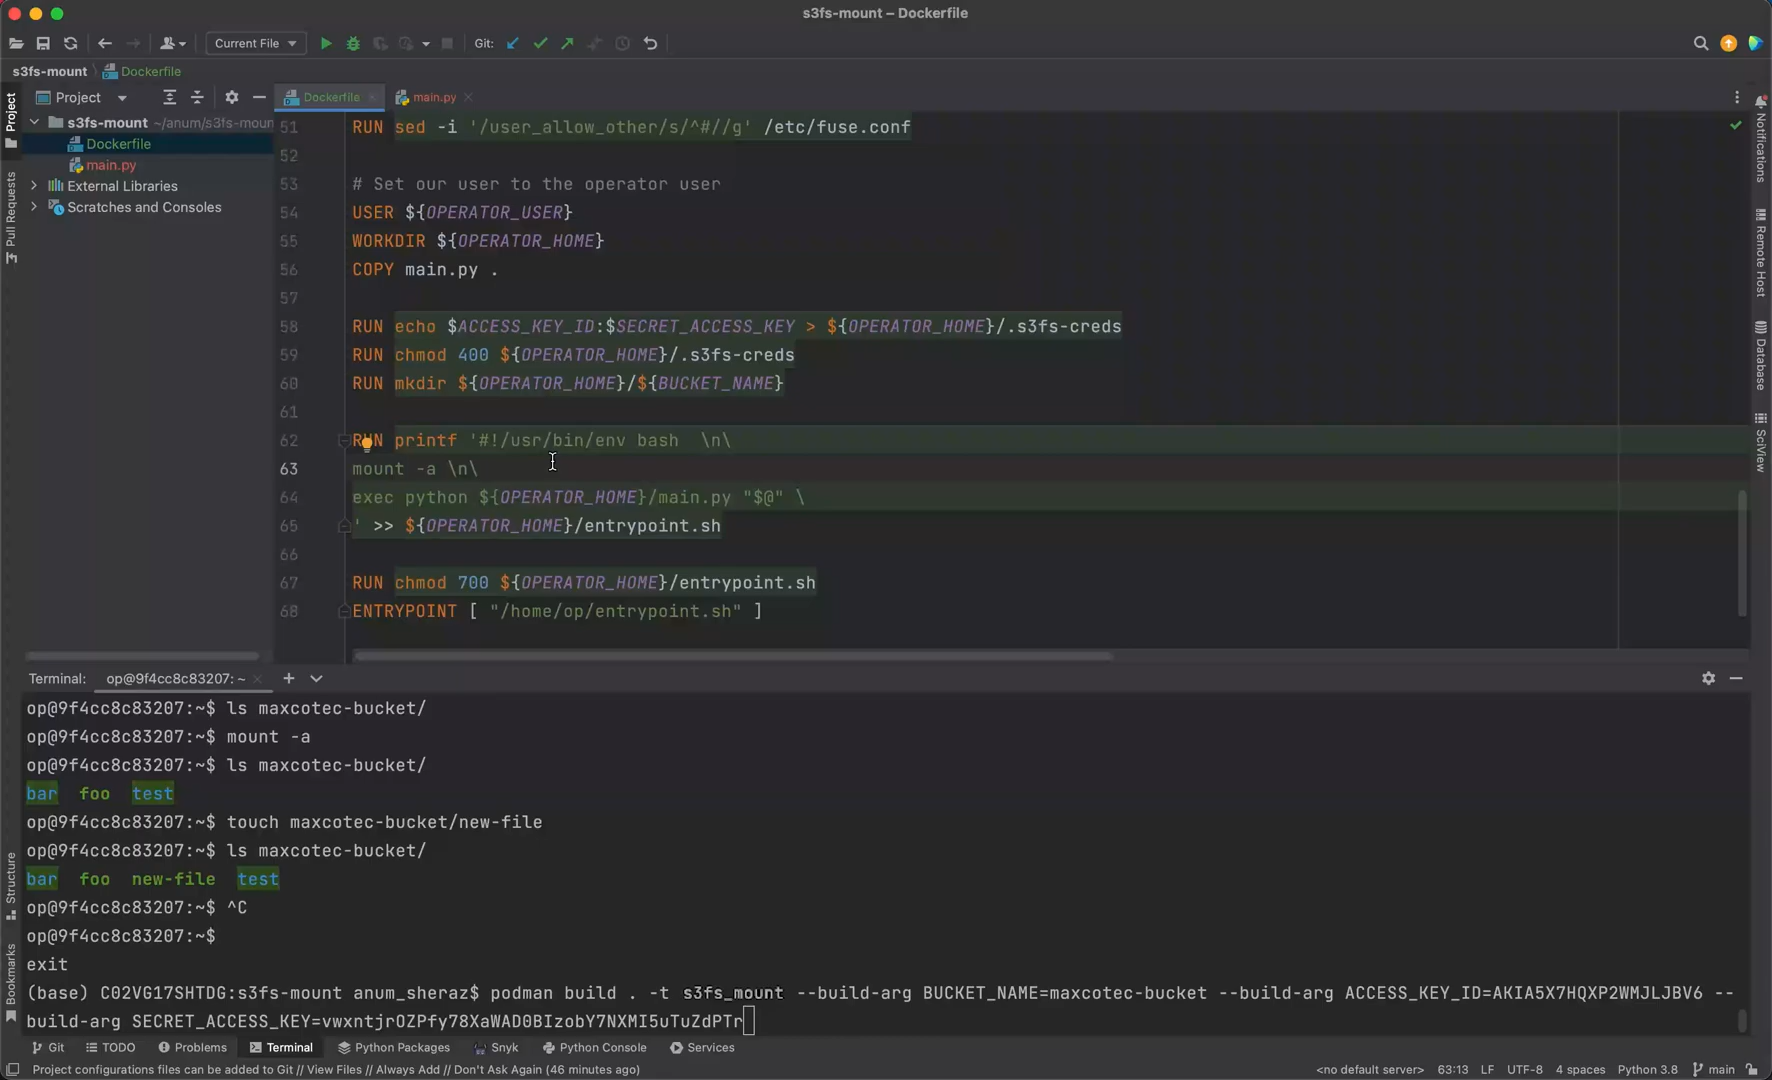 s3fs-mount – Dockerfile
Current File
Git:
s3fs-mount
Dockerfile
Project
Dockerfile
main.py
s3fs-mount ~/anum/s3fs-moun
Dockerfile
main.py
External Libraries
Scratches and Consoles
Project
Pull Requests
Structure
Bookmarks
51 RUN sed -i '/user_allow_other/s/^#//g' /etc/fuse.conf
52
53 # Set our user to the operator user
54 USER ${OPERATOR_USER}
55 WORKDIR ${OPERATOR_HOME}
56 COPY main.py .
57
58 RUN echo $ACCESS_KEY_ID:$SECRET_ACCESS_KEY > ${OPERATOR_HOME}/.s3fs-creds
59 RUN chmod 400 ${OPERATOR_HOME}/.s3fs-creds
60 RUN mkdir ${OPERATOR_HOME}/${BUCKET_NAME}
61
62 RUN printf '#!/usr/bin/env bash  \n\
63 mount -a \n\
64 exec python ${OPERATOR_HOME}/main.py "$@" \
65 ' >> ${OPERATOR_HOME}/entrypoint.sh
66
67 RUN chmod 700 ${OPERATOR_HOME}/entrypoint.sh
68 ENTRYPOINT [ "/home/op/entrypoint.sh" ]
Notifications
Remote Host
Database
SciView
Terminal: op@9f4cc8c83207: ~
op@9f4cc8c83207:~$ ls maxcotec-bucket/
op@9f4cc8c83207:~$ mount -a
op@9f4cc8c83207:~$ ls maxcotec-bucket/
bar foo test
op@9f4cc8c83207:~$ touch maxcotec-bucket/new-file
op@9f4cc8c83207:~$ ls maxcotec-bucket/
bar foo new-file test
op@9f4cc8c83207:~$ ^C
op@9f4cc8c83207:~$
exit
(base) C02VG17SHTDG:s3fs-mount anum_sheraz$ podman build . -t s3fs_mount --build-arg BUCKET_NAME=maxcotec-bucket --build-arg ACCESS_KEY_ID=AKIA5X7HQXP2WMJLJBV6 --
build-arg SECRET_ACCESS_KEY=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
Git TODO Problems Terminal Python Packages Snyk Python Console Services
Project configurations files can be added to Git // View Files // Always Add // Don't Ask Again (46 minutes ago) <no default server> 63:13 LF UTF-8 4 spaces Python 3.8 main